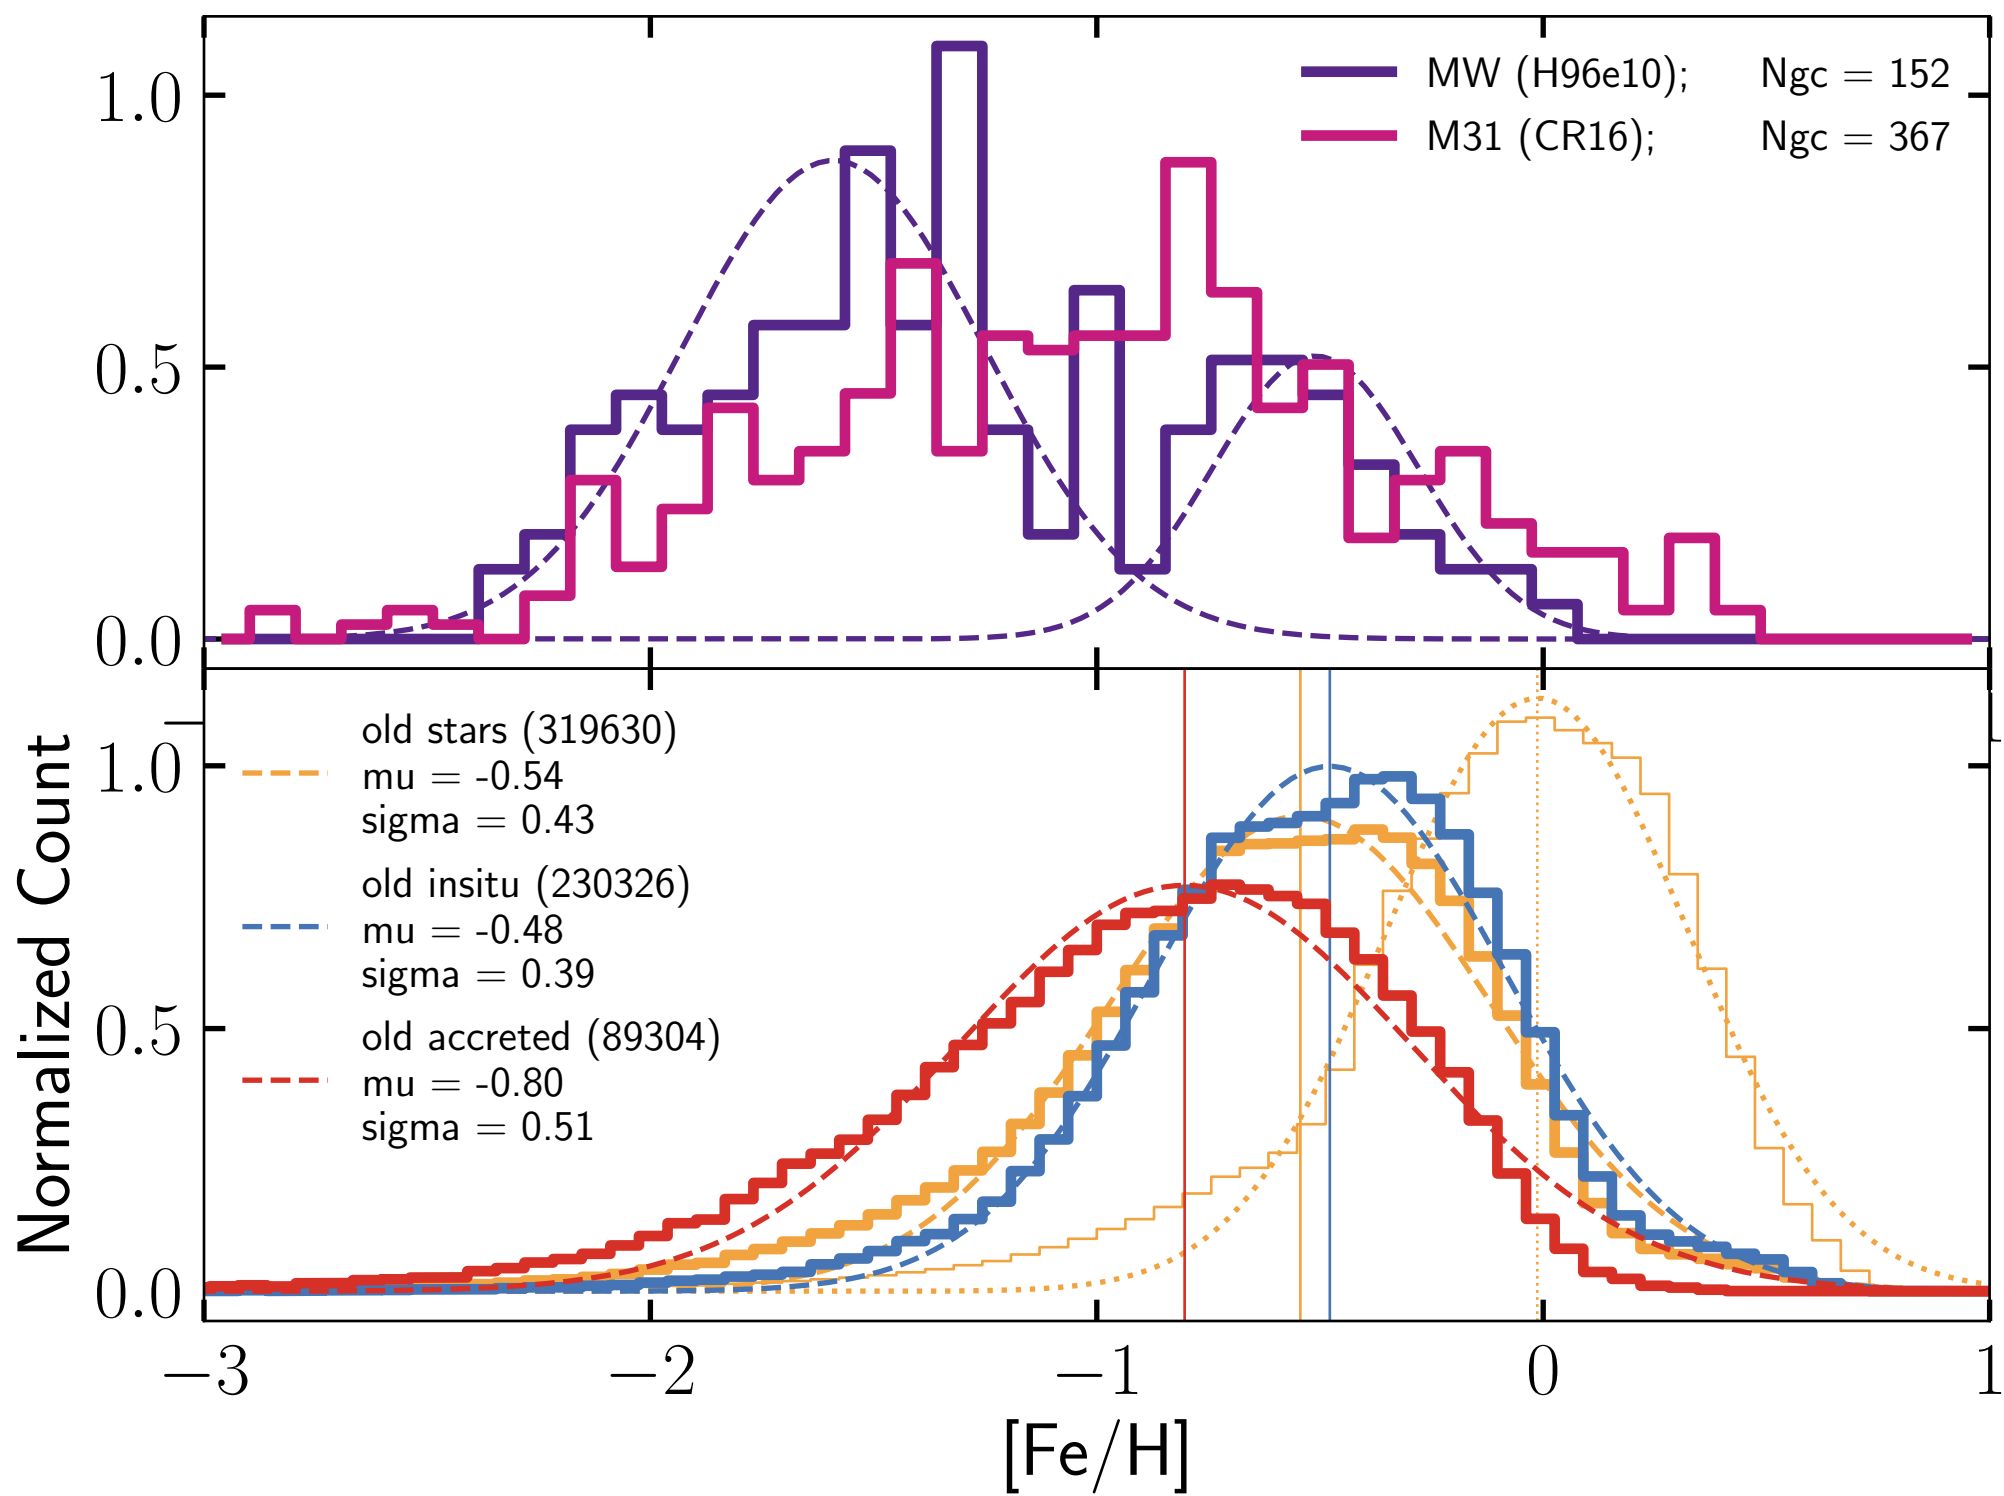 1.0
0.5
0.0
MW (H96e10); Ngc = 152
M31 (CR16); Ngc = 367
Normalized Count
1.0
0.5
0.0
old stars (319630)
mu = -0.54
sigma = 0.43
old insitu (230326)
mu = -0.48
sigma = 0.39
old accreted (89304)
mu = -0.80
sigma = 0.51
−3 −2 −1 0 1
[Fe/H]